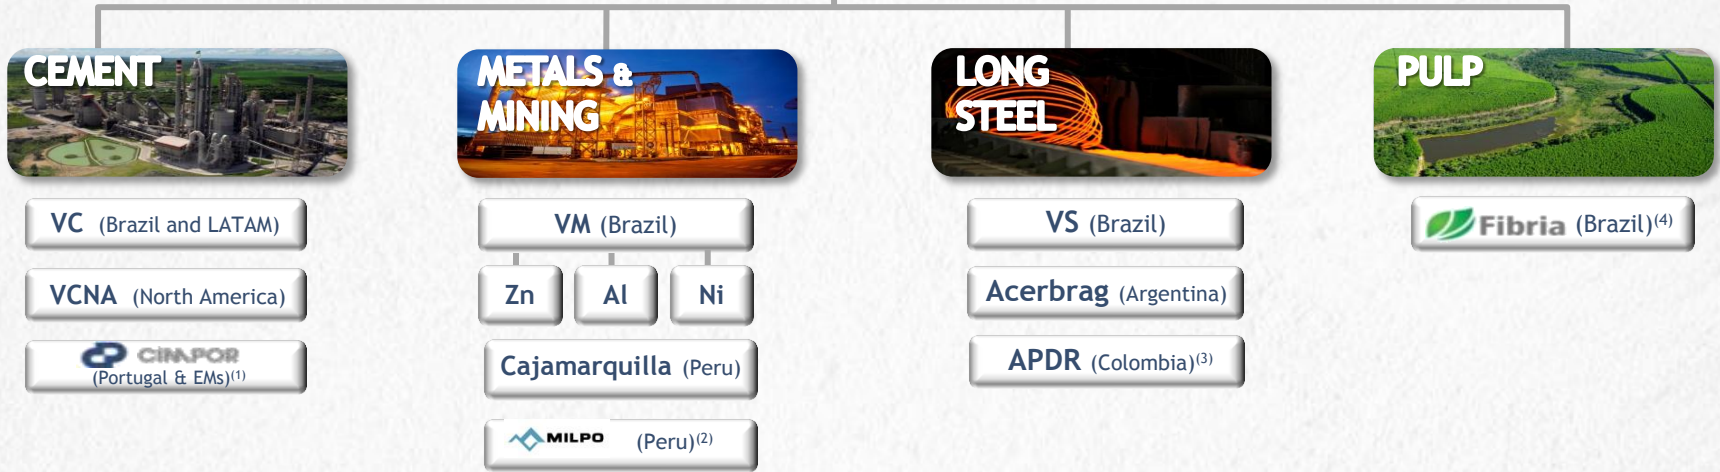 CEMENT
VC (Brazil and LATAM)
VCNA (North America)
CIMPOR
(Portugal & EMs)(1)
METALS &
MINING
VM (Brazil)
Zn Al Ni
Cajamarquilla (Peru)
MILPO (Peru)(2)
LONG
STEEL
VS (Brazil)
Acerbrag (Argentina)
APDR (Colombia)(3)
PULP
Fibria (Brazil)(4)